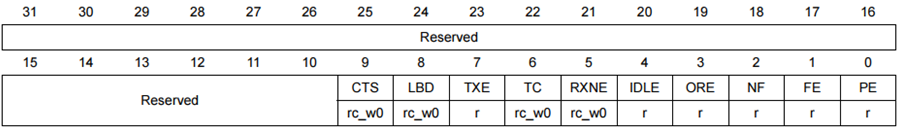 31 30 29 28 27 26 25 24 23 22 21 20 19 18 17 16
Reserved
15 14 13 12 11 10 9 8 7 6 5 4 3 2 1 0
Reserved CTS LBD TXE TC RXNE IDLE ORE NF FE PE
rc_w0 rc_w0 r rc_w0 rc_w0 r r r r r